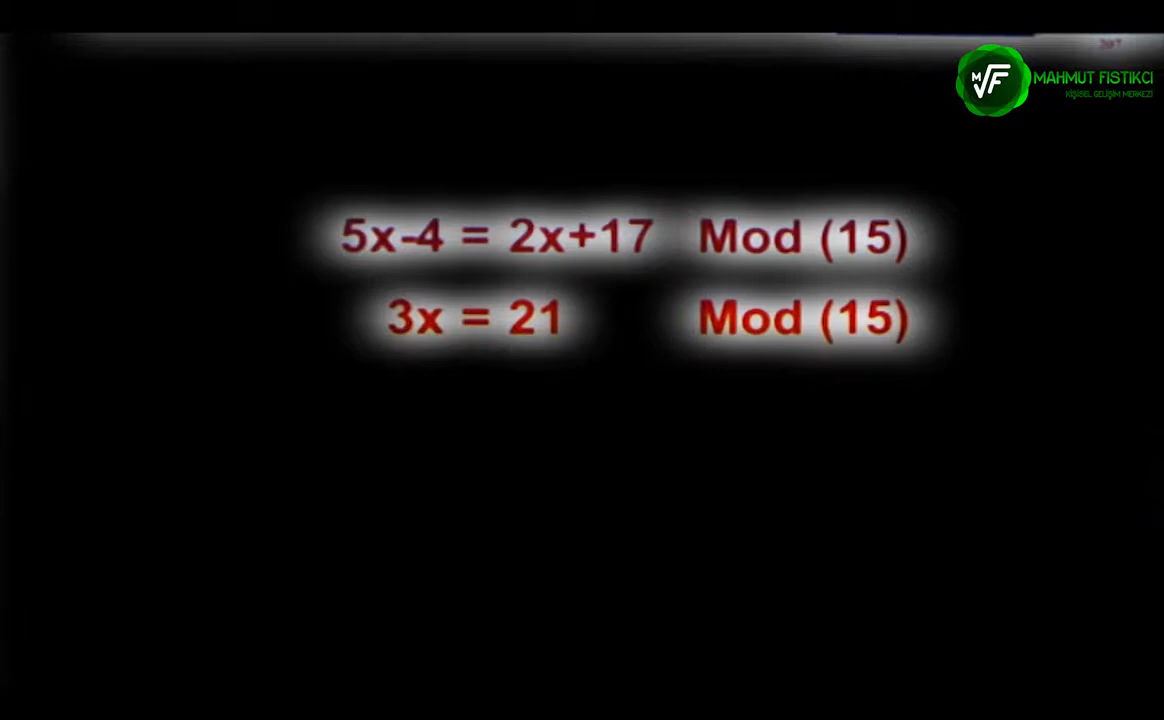 MAHMUT FISTIKCI
KİŞİSEL GELİŞİM MERKEZİ
5x-4 = 2x+17 Mod (15)
3x = 21 Mod (15)